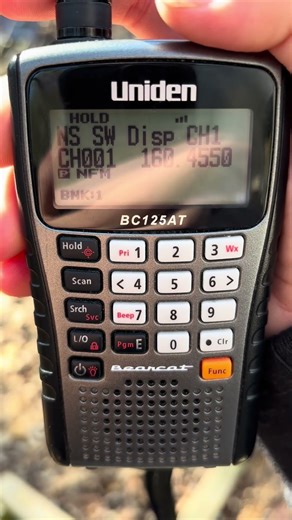 Uniden
HOLD
NS SW Disp CH1
CH001 160.4550
P NFM
BNK:1
BC125AT
Hold Pri 1 2 3 Wx
Scan < 4 5 6 >
Srch Svc Beep 7 8 9
L/O Pgm E 0 • Clr
Bearcat Func